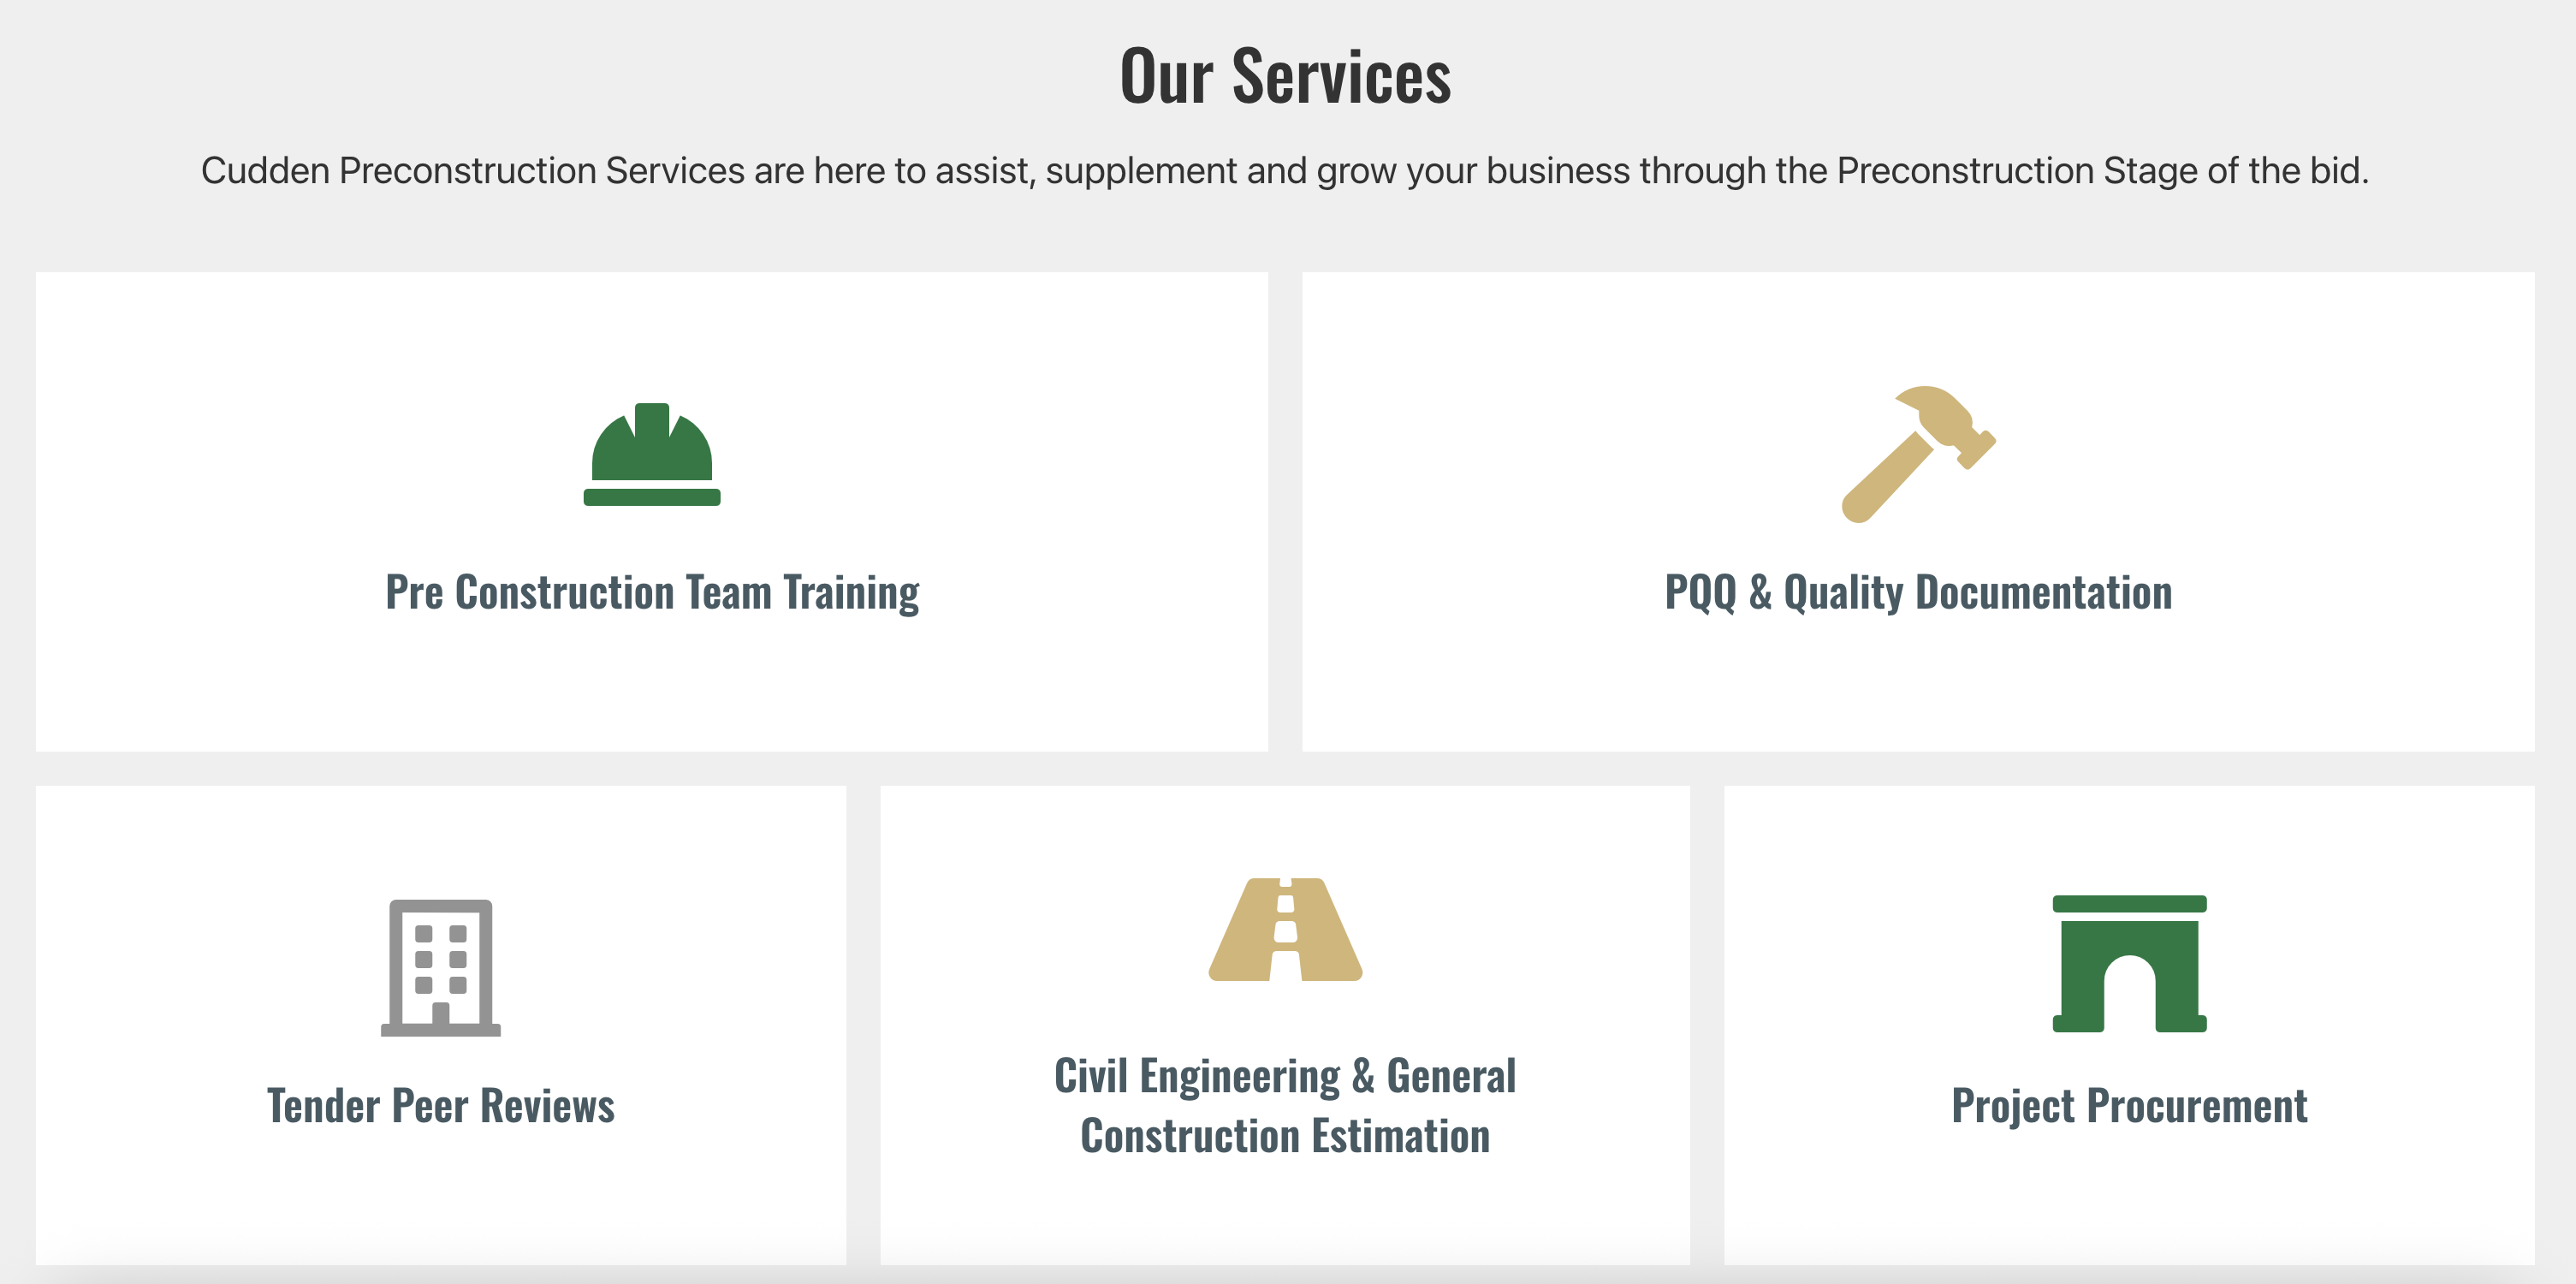 Our Services
Cudden Preconstruction Services are here to assist, supplement and grow your business through the Preconstruction Stage of the bid.
Pre Construction Team Training
PQQ & Quality Documentation
Tender Peer Reviews
Civil Engineering & General
Construction Estimation
Project Procurement